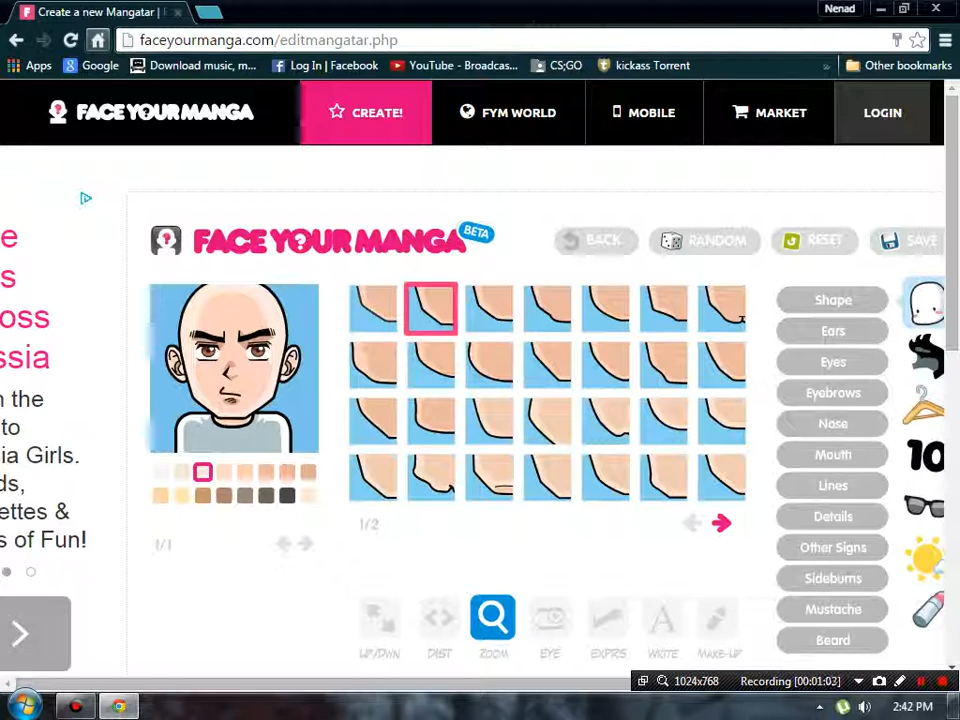 Create a new Mangatar |
Nenad
faceyourmanga.com/editmangatar.php
Apps Google Download music, m... Log In | Facebook YouTube - Broadcas... CS;GO kickass Torrent » Other bookmarks
FACE YOUR MANGA CREATE! FYM WORLD MOBILE MARKET LOGIN
FACE YOUR MANGA BETA BACK RANDOM RESET SAVE
e
s
oss
ssia
n the
to
sia Girls.
ds,
ettes &
s of Fun!
Shape
Ears
Eyes
Eyebrows
Nose
Mouth
Lines
Details
Other Signs
Sideburns
Mustache
Beard
10
1/2
1/1
UP/DWN DIST ZOOM EYE EXPRS WRITE MAKE-UP
1024x768 Recording [00:01:03]
2:42 PM